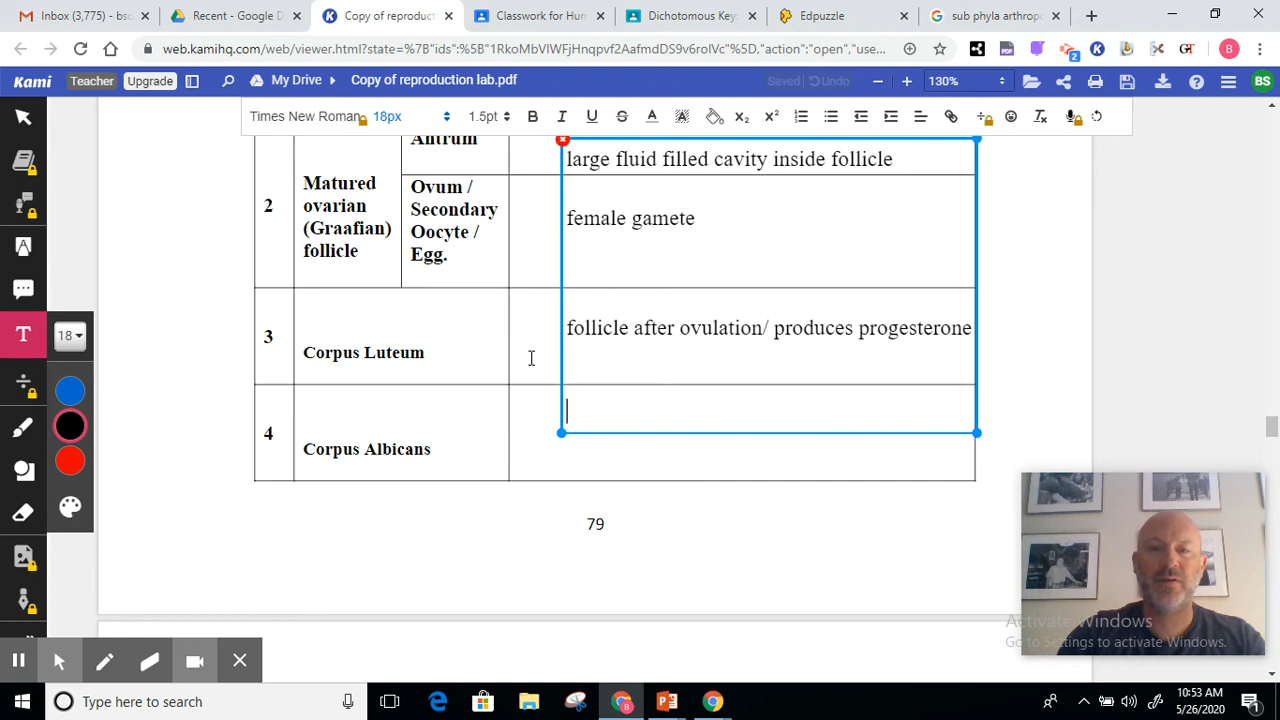 Inbox (3,775) - bsc
Recent - Google D
Copy of reproducti
Classwork for Hum
Dichotomous Key:
Edpuzzle
sub phyla arthrop
web.kamihq.com/web/viewer.html?state=%7B"ids"%3A%5B"1RkoMbVIWFjHnqpvf2AafmdDS9v6roIVc"%5D,"action":"open","use...
Kami
Teacher
Upgrade
My Drive
Copy of reproduction lab.pdf
Saved
Undo
130%
BS
Times New Roman
18px
1.5pt
Antrum
large fluid filled cavity inside follicle
2
Matured
ovarian
(Graafian)
follicle
Ovum /
Secondary
Oocyte /
Egg.
female gamete
3
Corpus Luteum
follicle after ovulation/ produces progesterone
4
Corpus Albicans
79
18
Activate Windows
Go to Settings to activate Windows.
Type here to search
10:53 AM
5/26/2020